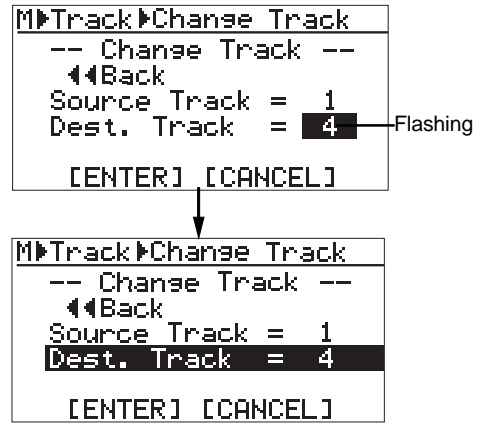 M▶Track▶Change Track
-- Change Track --
◀◀Back
Source Track = 1
Dest. Track = 4
Flashing
[ENTER] [CANCEL]
M▶Track▶Change Track
-- Change Track --
◀◀Back
Source Track = 1
Dest. Track = 4
[ENTER] [CANCEL]